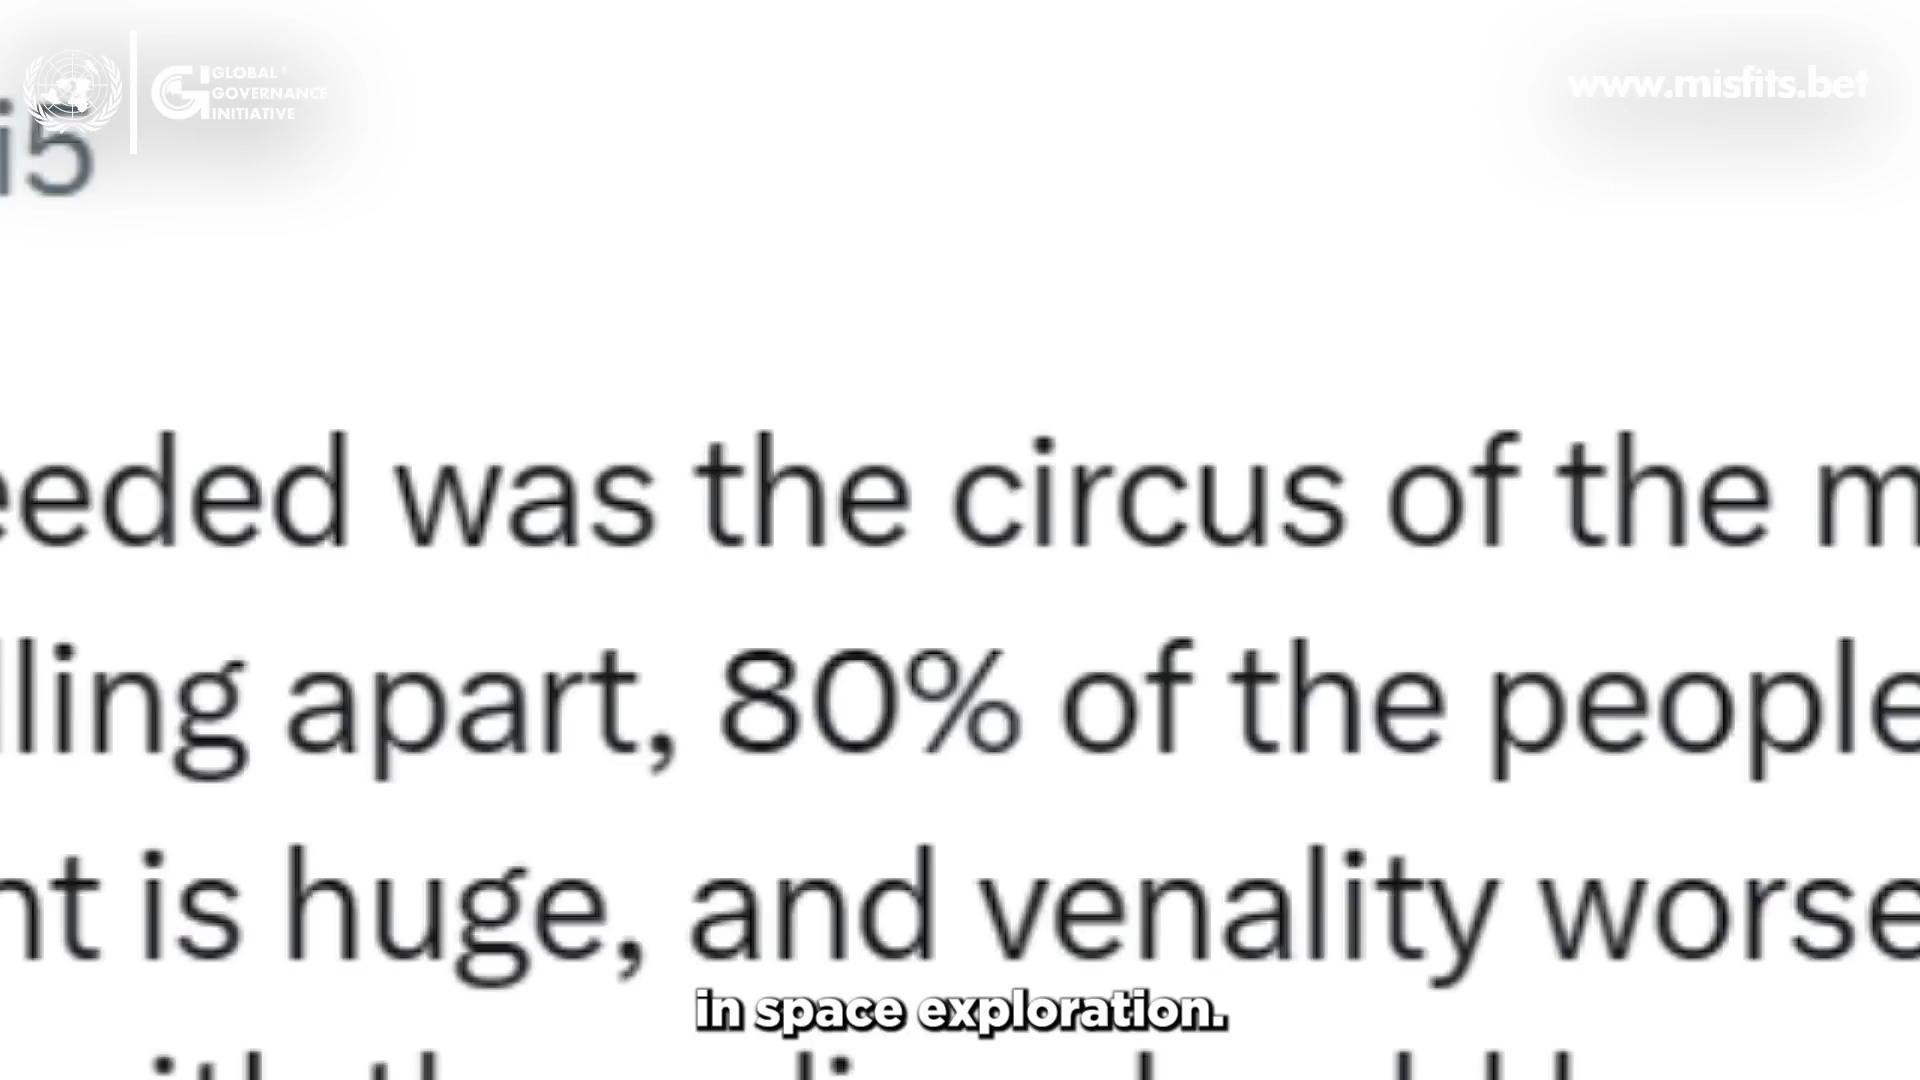 GLOBAL
GOVERNANCE
INITIATIVE
www.misfits.bet
i5
eeded was the circus of the m
lling apart, 80% of the people
nt is huge, and venality worse
in space exploration.